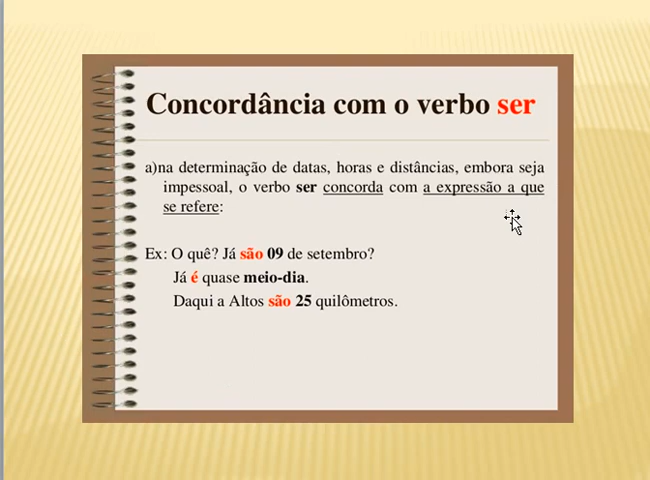 Concordância com o verbo ser
a)na determinação de datas, horas e distâncias, embora seja
impessoal, o verbo ser concorda com a expressão a que
se refere:
Ex: O quê? Já são 09 de setembro?
Já é quase meio-dia.
Daqui a Altos são 25 quilômetros.